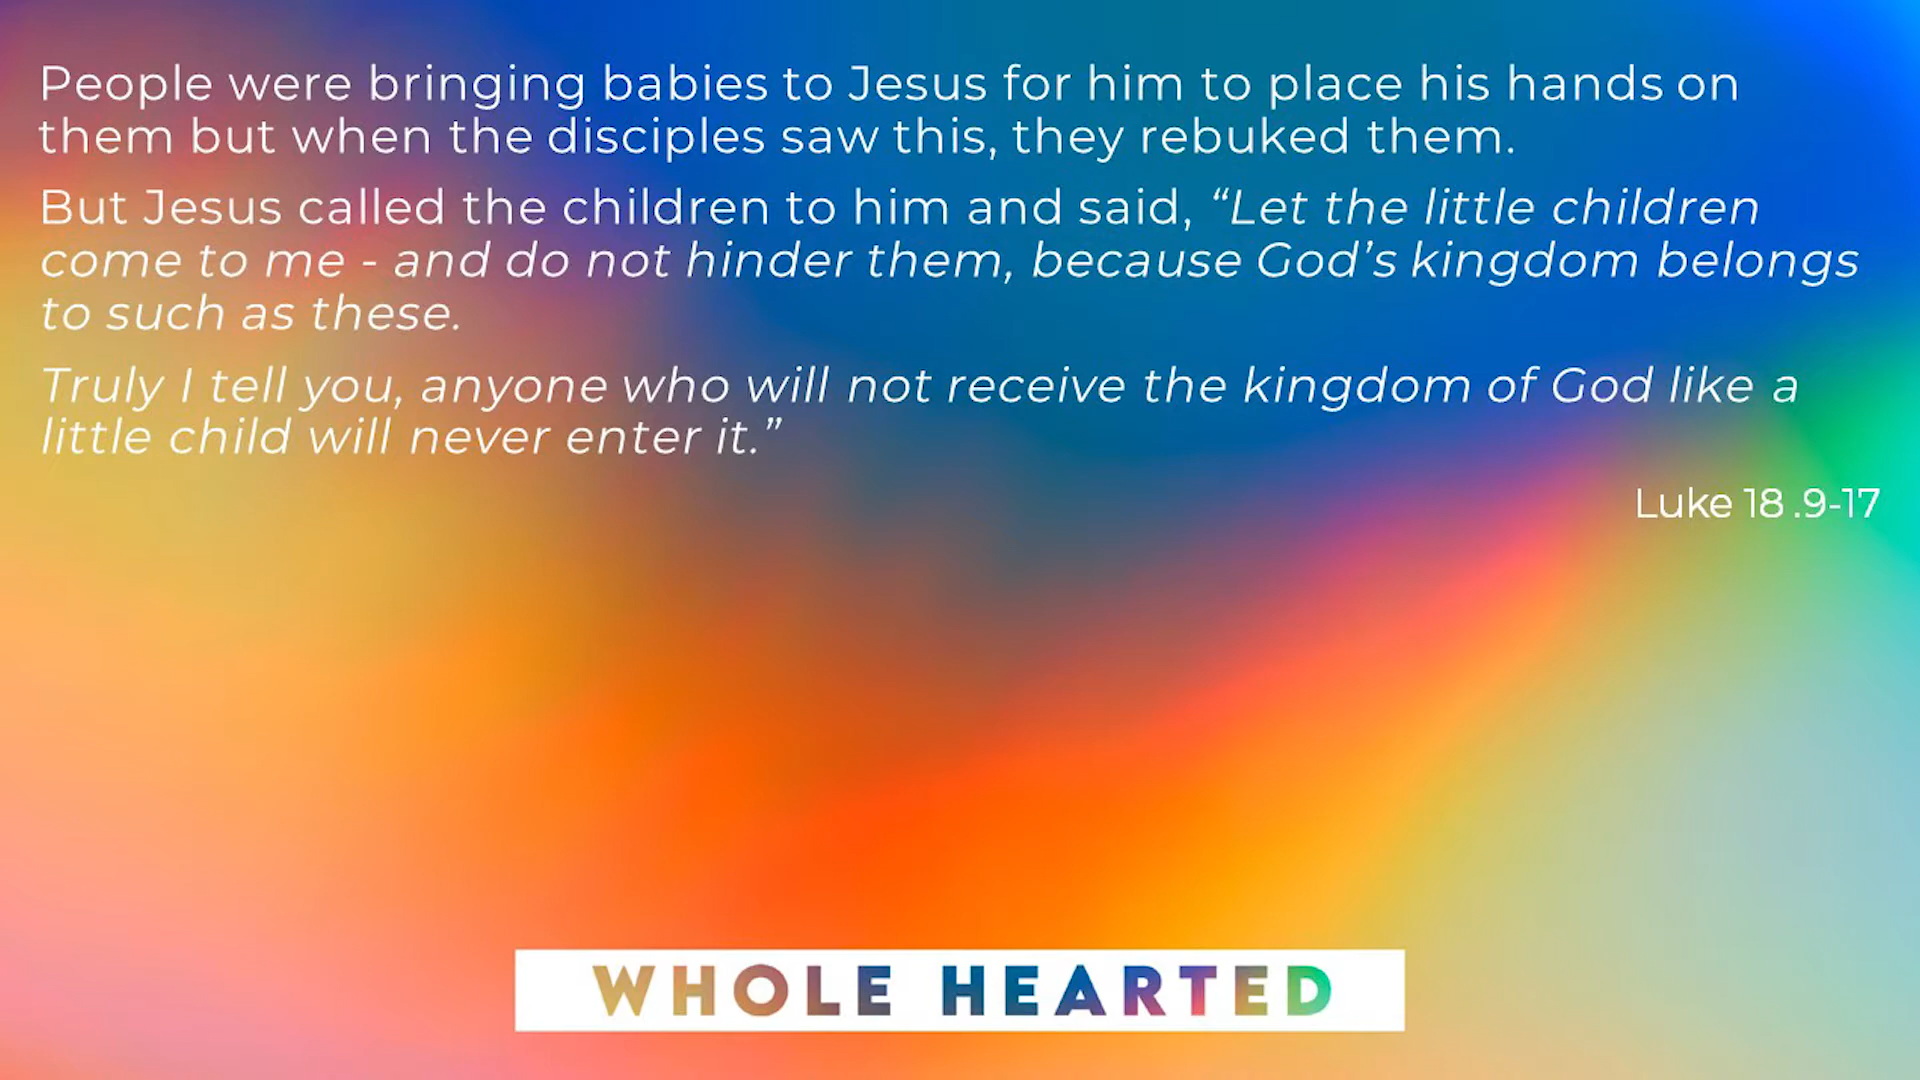 People were bringing babies to Jesus for him to place his hands on
them but when the disciples saw this, they rebuked them.
But Jesus called the children to him and said, “Let the little children
come to me - and do not hinder them, because God’s kingdom belongs
to such as these.
Truly I tell you, anyone who will not receive the kingdom of God like a
little child will never enter it.”
Luke 18 .9-17
WHOLE HEARTED